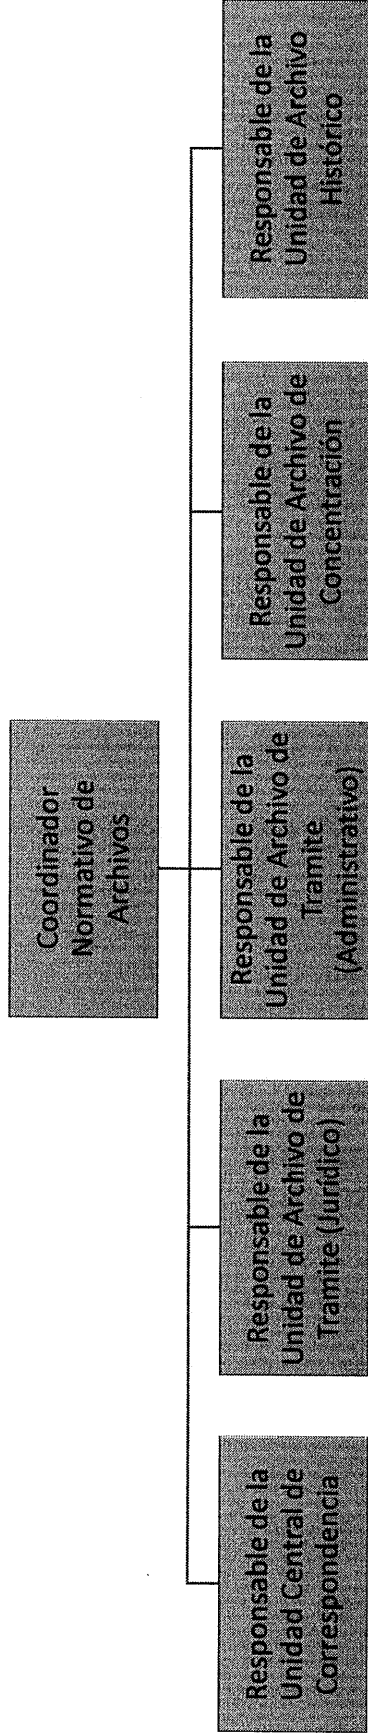 Coordinador
Normativo de
Archivos
Responsable de la
Unidad Central de
Correspondencia
Responsable de la
Unidad de Archivo de
Tramite (Jurídico)
Responsable de la
Unidad de Archivo de
Tramite
(Administrativo)
Responsable de la
Unidad de Archivo de
Concentración
Responsable de la
Unidad de Archivo
Histórico